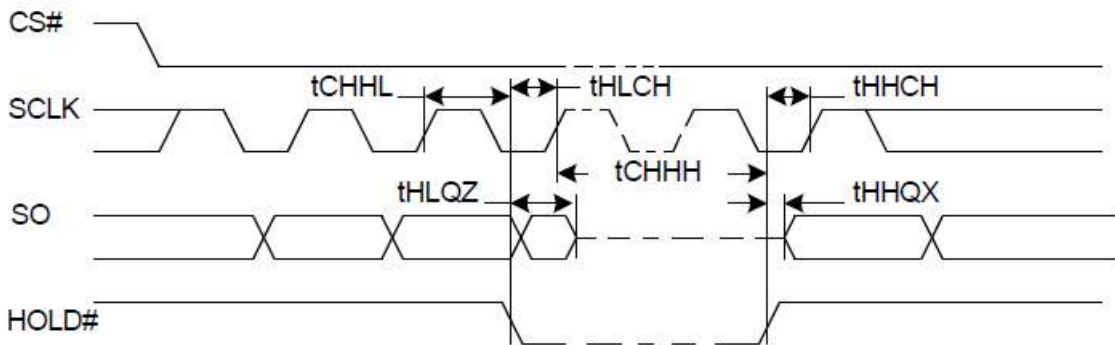 CS#
tCHHL
tHLCH
tHHCH
SCLK
tCHHH
tHLQZ
tHHQX
SO
HOLD#